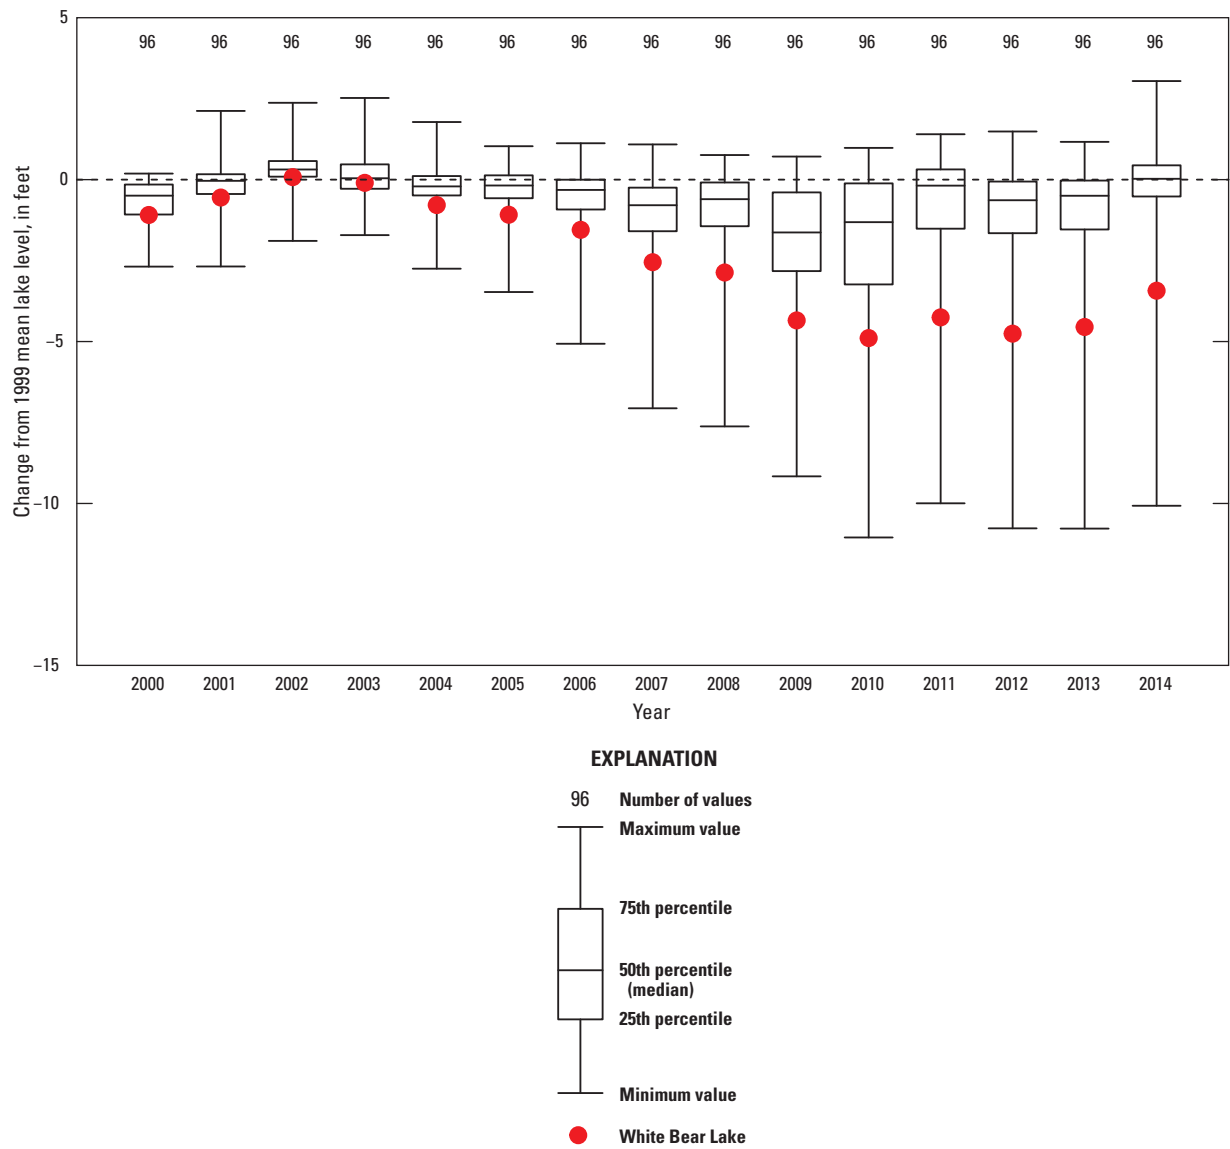 5
96 96 96 96 96 96 96 96 96 96 96 96 96 96 96
0
−5
−10
−15
Change from 1999 mean lake level, in feet
2000 2001 2002 2003 2004 2005 2006 2007 2008 2009 2010 2011 2012 2013 2014
Year
EXPLANATION
96 Number of values
Maximum value
75th percentile
50th percentile
(median)
25th percentile
Minimum value
White Bear Lake